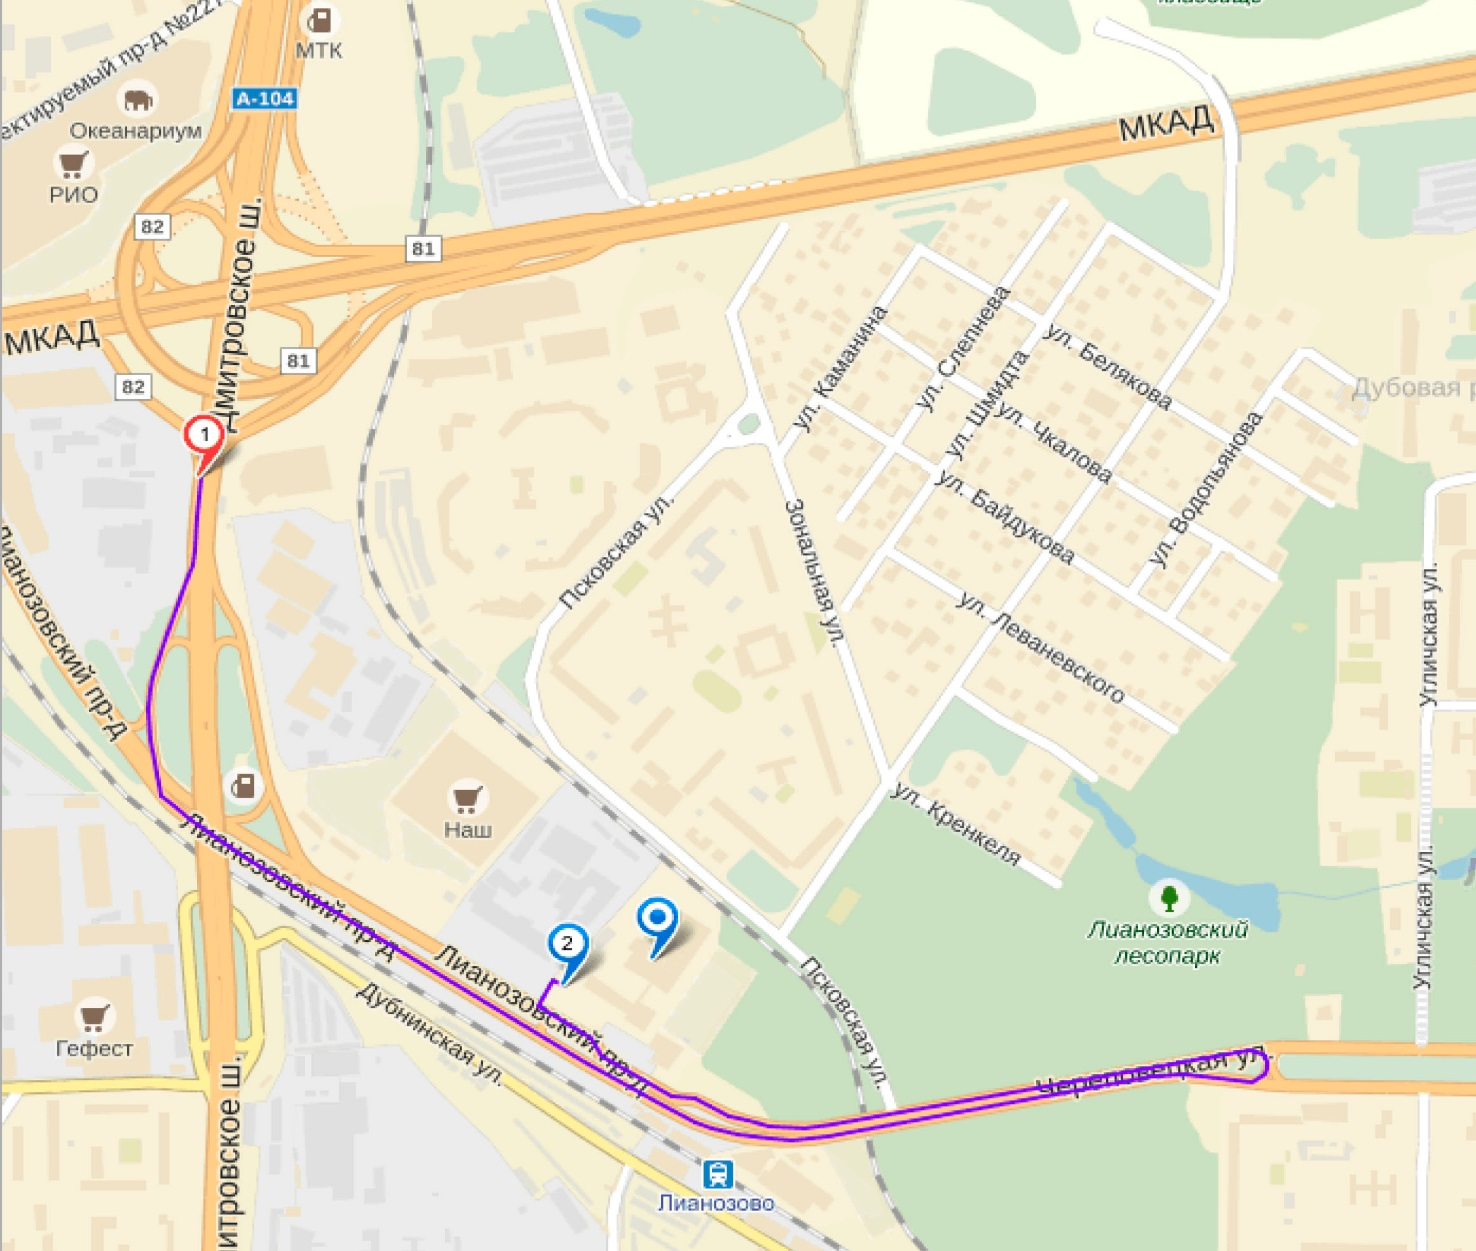 ектируемый пр-д №227
МТК
А-104
Океанариум
РИО
МКАД
82
81
Дмитровское ш.
МКАД
81
82
1
ул. Каманина
ул. Слепнева
ул. Шмидта
ул. Белякова
ул. Чкалова
ул. Водопьянова
Дубовая р
ул. Байдукова
Псковская ул.
Зональная ул.
ул. Леваневского
Угличская ул.
Лианозовский пр-д
Наш
ул. Кренкеля
Лианозовский
лесопарк
Угличская ул.
Лианозовский пр-д
2
Лианозовский пр-д
Дубнинская ул.
Псковская ул.
Гефест
Череповецкая ул.
итровское ш.
Лианозово